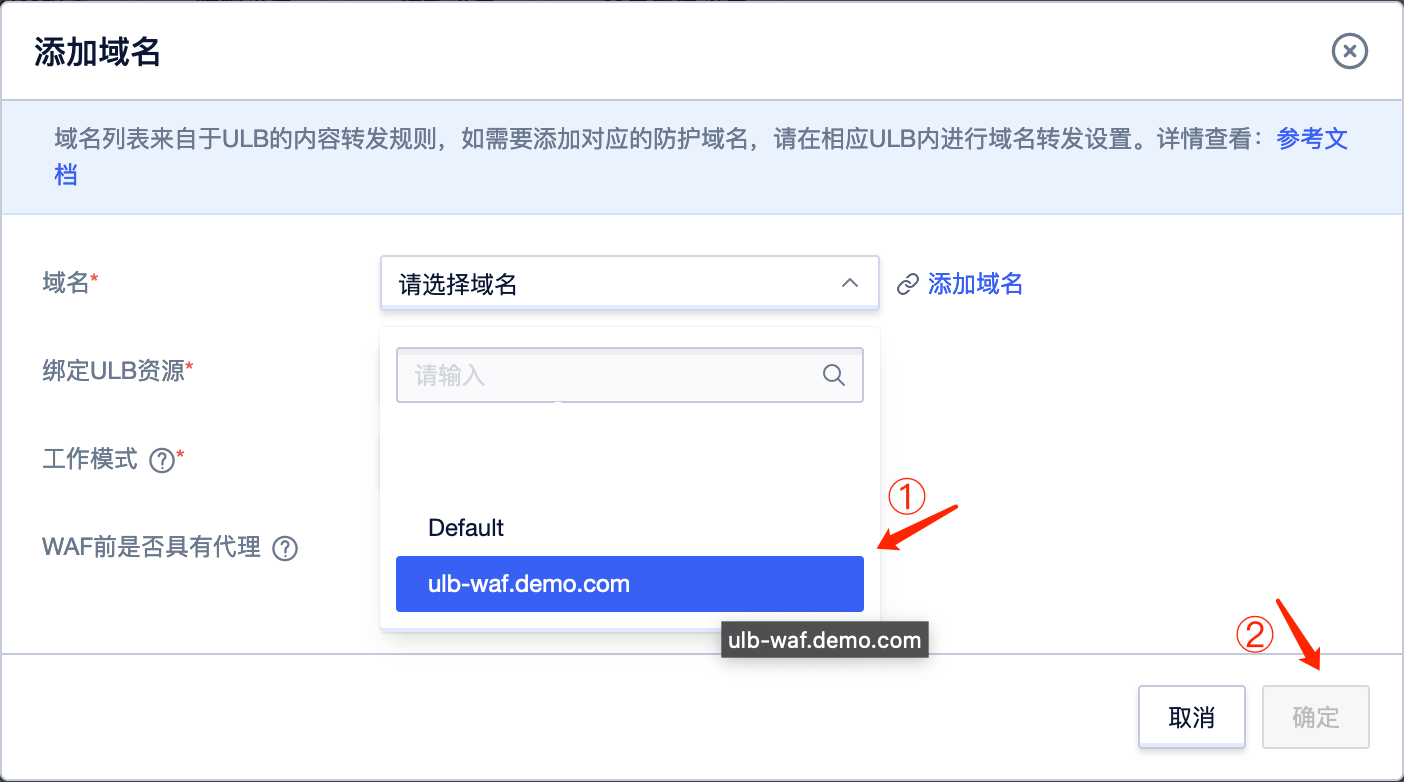 添加域名
域名列表来自于ULB的内容转发规则，如需要添加对应的防护域名，请在相应ULB内进行域名转发设置。详情查看：参考文
档
域名* 请选择域名 添加域名
请输入
绑定ULB资源*
工作模式 ?*
①
Default
WAF前是否具有代理 ?
ulb-waf.demo.com
ulb-waf.demo.com
②
取消 确定